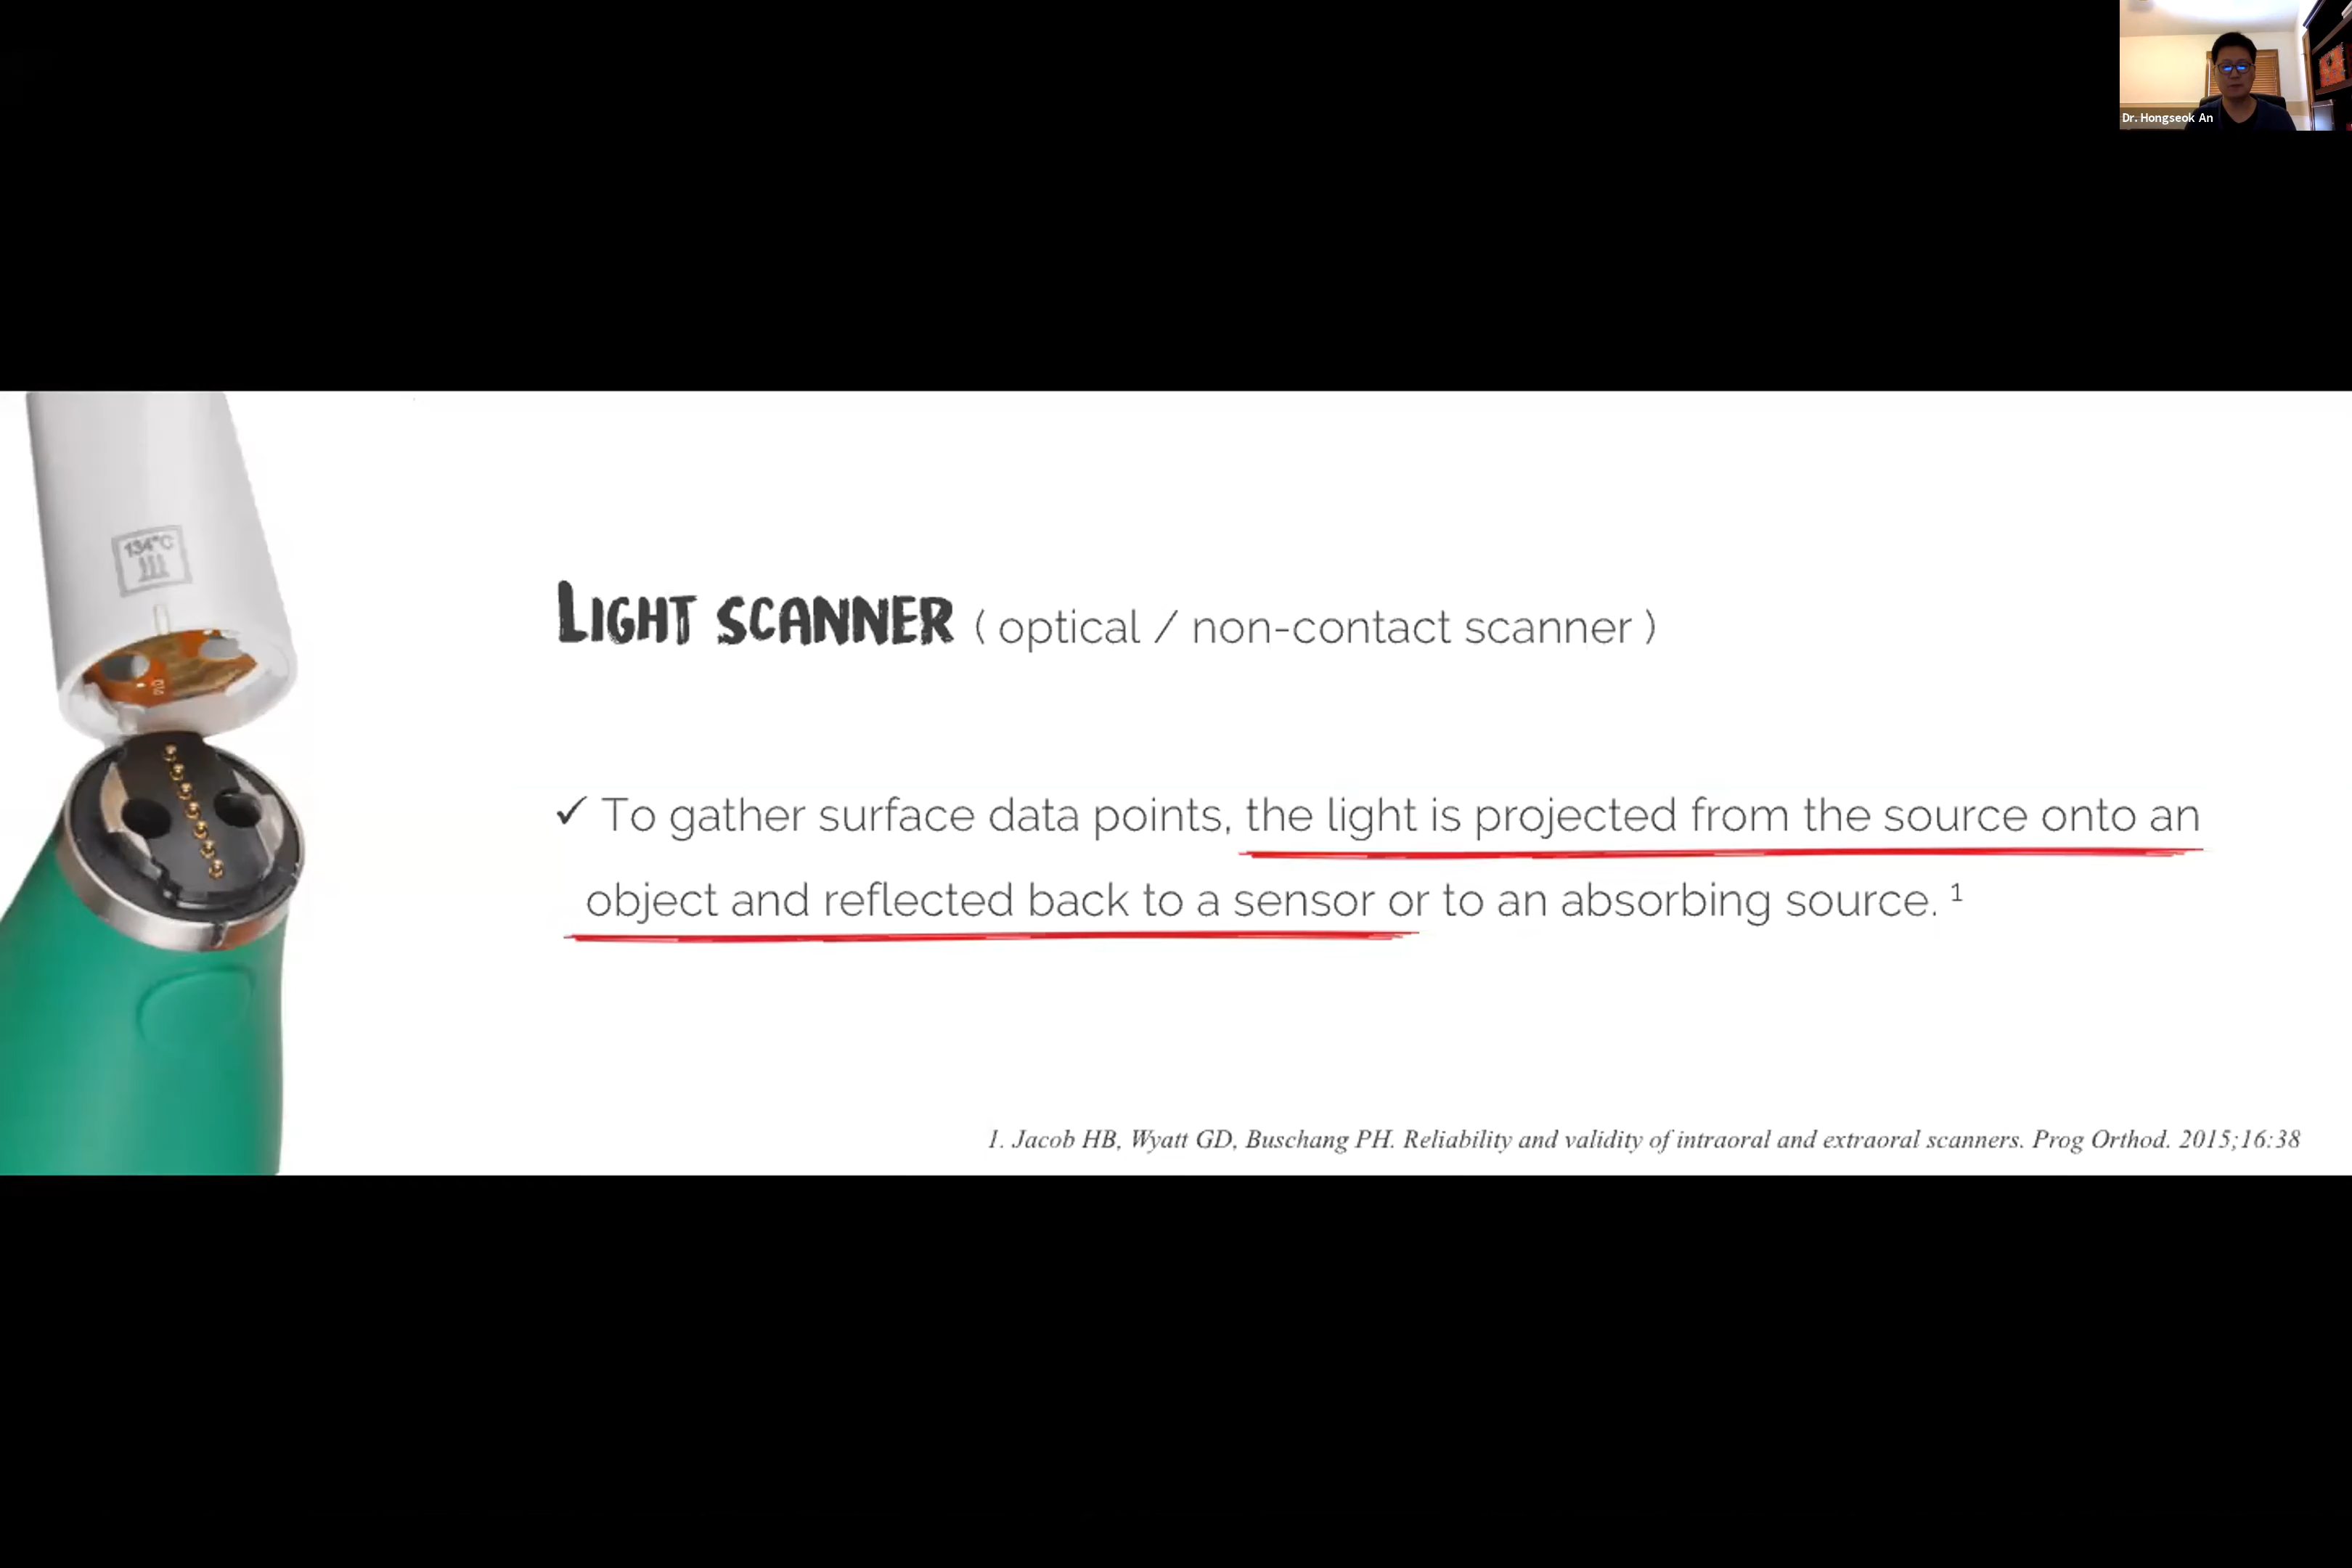 Dr. Hongseok An
134°C
LIGHT SCANNER ( optical / non-contact scanner )
✓ To gather surface data points, the light is projected from the source onto an
object and reflected back to a sensor or to an absorbing source. 1
1. Jacob HB, Wyatt GD, Buschang PH. Reliability and validity of intraoral and extraoral scanners. Prog Orthod. 2015;16:38